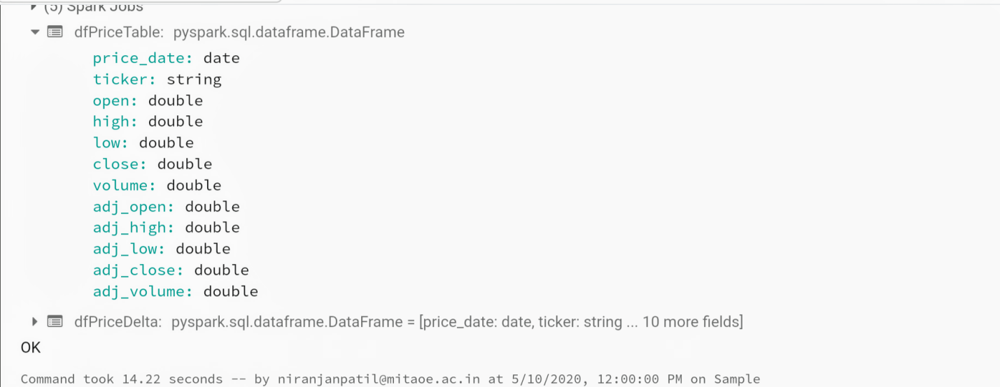 (5) Spark Jobs
dfPriceTable: pyspark.sql.dataframe.DataFrame
price_date: date
ticker: string
open: double
high: double
low: double
close: double
volume: double
adj_open: double
adj_high: double
adj_low: double
adj_close: double
adj_volume: double
dfPriceDelta: pyspark.sql.dataframe.DataFrame = [price_date: date, ticker: string ... 10 more fields]
OK
Command took 14.22 seconds -- by niranjanpatil@mitaoe.ac.in at 5/10/2020, 12:00:00 PM on Sample